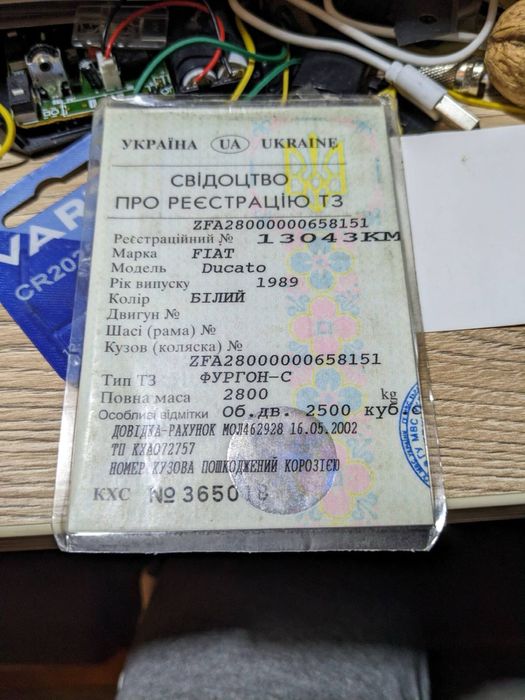 УКРАЇНА UA UKRAINE
СВІДОЦТВО
ПРО РЕЄСТРАЦІЮ ТЗ
ZFA28000000658151
Реєстраційний № 13043КМ
Марка FIAT
Модель Ducato
Рік випуску 1989
Колір БІЛИЙ
Двигун №
Шасі (рама) №
Кузов (коляска) №
ZFA28000000658151
Тип ТЗ ФУРГОН-С
Повна маса 2800 kg
Особливі відмітки Об.дв. 2500 куб с
ДОВІДКА-РАХУНОК МОЛ462928 16.05.2002
ТП КХА072757
НОМЕР КУЗОВА ПОШКОДЖЕНИЙ КОРОЗІЄЮ
КХС №
VAR